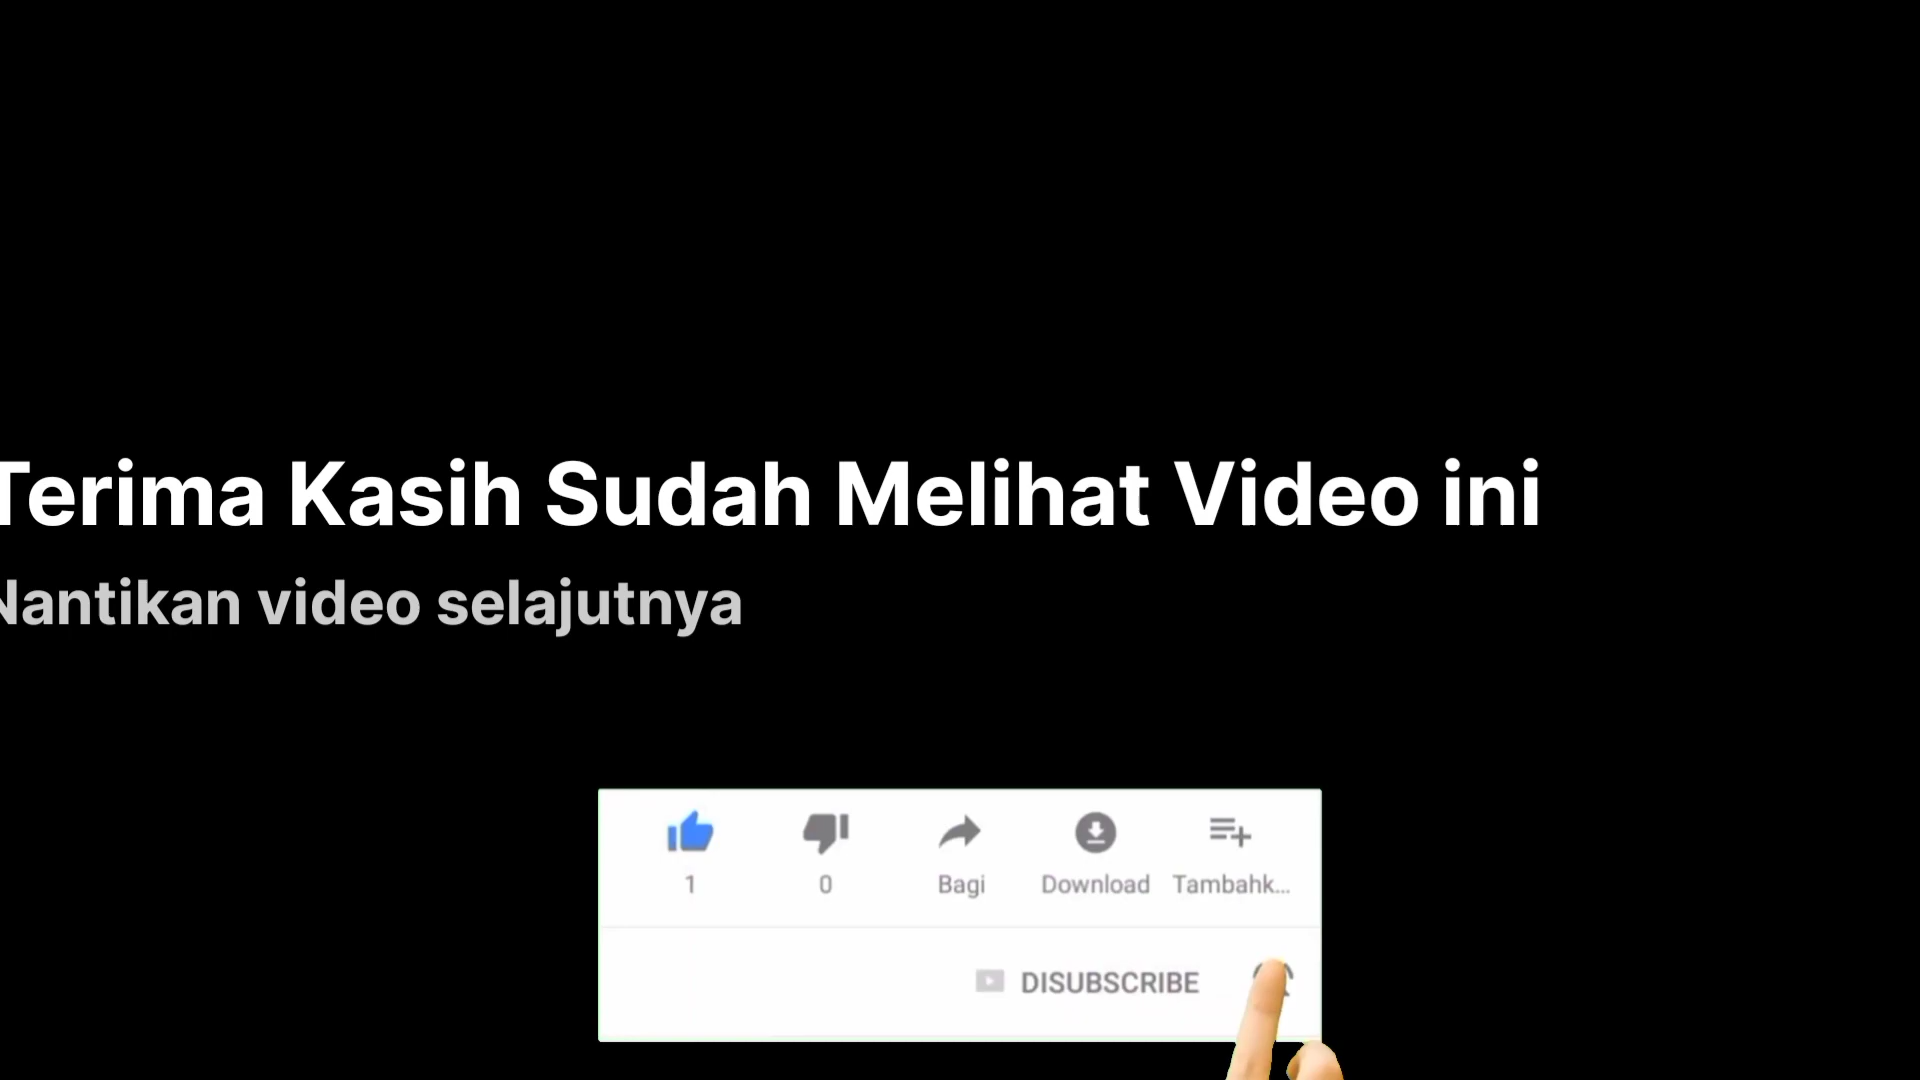 Terima Kasih Sudah Melihat Video ini
Nantikan video selajutnya
1 0 Bagi Download Tambahk...
DISUBSCRIBE